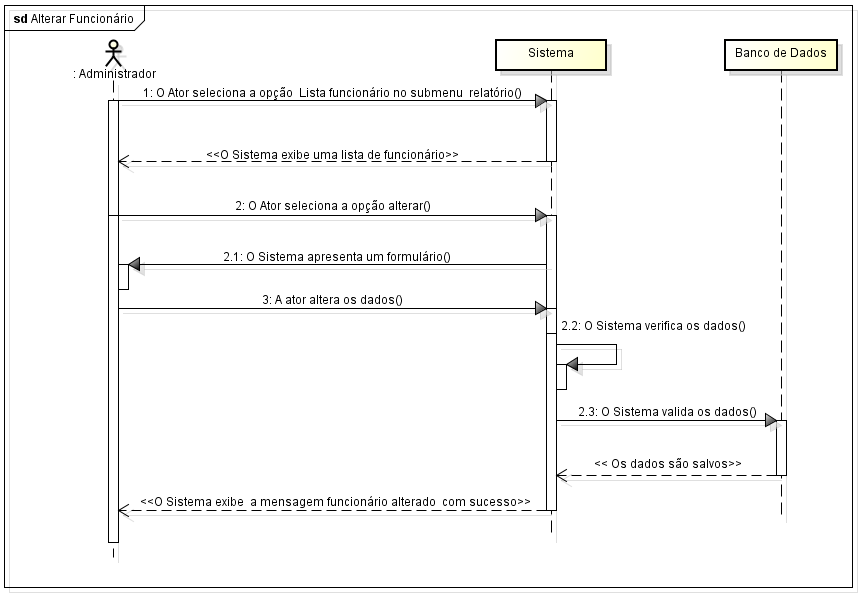 sd Alterar Funcionário
: Administrador
Sistema
Banco de Dados
1: O Ator seleciona a opção  Lista funcionário no submenu  relatório()
<<O Sistema exibe uma lista de funcionário>>
2: O Ator seleciona a opção alterar()
2.1: O Sistema apresenta um formulário()
3: A ator altera os dados()
2.2: O Sistema verifica os dados()
2.3: O Sistema valida os dados()
<< Os dados são salvos>>
<<O Sistema exibe  a mensagem funcionário alterado  com sucesso>>